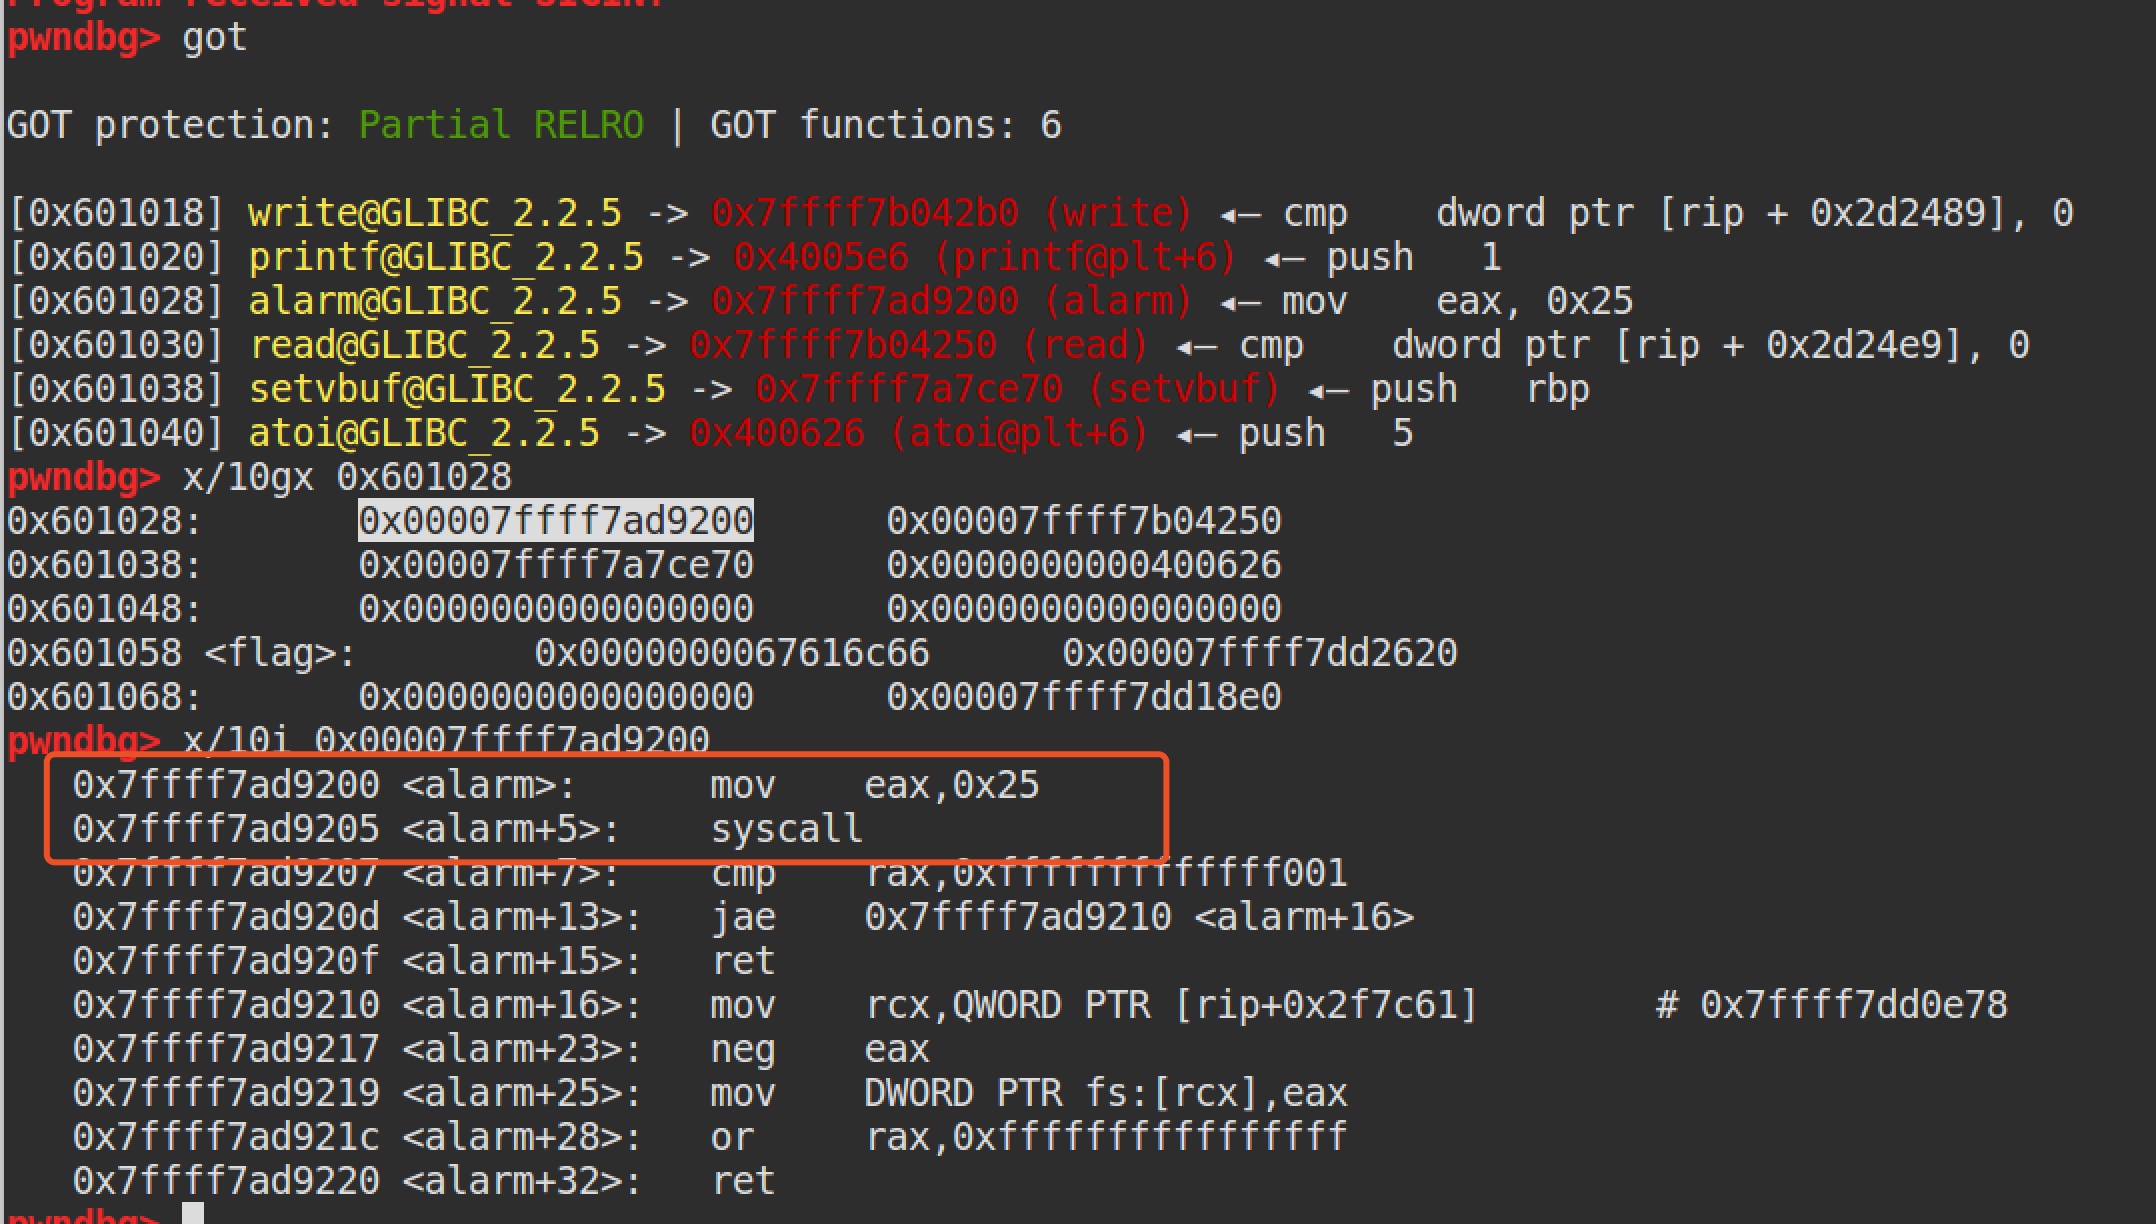 Program received signal SIGINT
pwndbg> got
GOT protection: Partial RELRO | GOT functions: 6
[0x601018] write@GLIBC_2.2.5 -> 0x7ffff7b042b0 (write) ◂— cmp    dword ptr [rip + 0x2d2489], 0
[0x601020] printf@GLIBC_2.2.5 -> 0x4005e6 (printf@plt+6) ◂— push   1
[0x601028] alarm@GLIBC_2.2.5 -> 0x7ffff7ad9200 (alarm) ◂— mov    eax, 0x25
[0x601030] read@GLIBC_2.2.5 -> 0x7ffff7b04250 (read) ◂— cmp    dword ptr [rip + 0x2d24e9], 0
[0x601038] setvbuf@GLIBC_2.2.5 -> 0x7ffff7a7ce70 (setvbuf) ◂— push   rbp
[0x601040] atoi@GLIBC_2.2.5 -> 0x400626 (atoi@plt+6) ◂— push   5
pwndbg> x/10gx 0x601028
0x601028:       0x00007ffff7ad9200      0x00007ffff7b04250
0x601038:       0x00007ffff7a7ce70      0x0000000000400626
0x601048:       0x0000000000000000      0x0000000000000000
0x601058 <flag>:        0x0000000067616c66      0x00007ffff7dd2620
0x601068:       0x0000000000000000      0x00007ffff7dd18e0
pwndbg> x/10i 0x00007ffff7ad9200
   0x7ffff7ad9200 <alarm>:      mov    eax,0x25
   0x7ffff7ad9205 <alarm+5>:    syscall
   0x7ffff7ad9207 <alarm+7>:    cmp    rax,0xfffffffffffff001
   0x7ffff7ad920d <alarm+13>:   jae    0x7ffff7ad9210 <alarm+16>
   0x7ffff7ad920f <alarm+15>:   ret
   0x7ffff7ad9210 <alarm+16>:   mov    rcx,QWORD PTR [rip+0x2f7c61]        # 0x7ffff7dd0e78
   0x7ffff7ad9217 <alarm+23>:   neg    eax
   0x7ffff7ad9219 <alarm+25>:   mov    DWORD PTR fs:[rcx],eax
   0x7ffff7ad921c <alarm+28>:   or     rax,0xffffffffffffffff
   0x7ffff7ad9220 <alarm+32>:   ret
pwndbg>